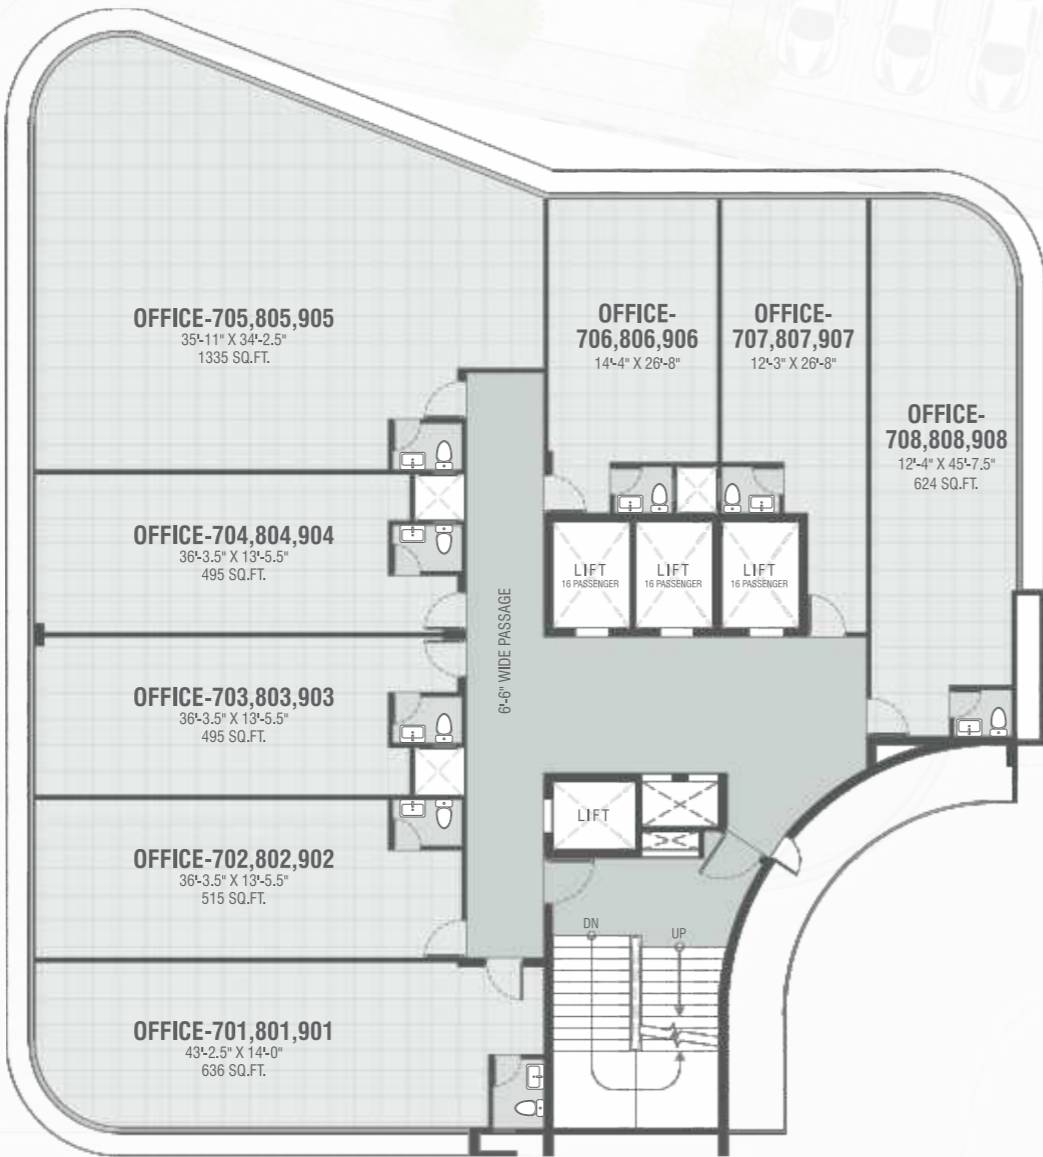 OFFICE-705,805,905
35'-11" X 34'-2.5"
1335 SQ.FT.
OFFICE-
706,806,906
14'-4" X 26'-8"
OFFICE-
707,807,907
12'-3" X 26'-8"
OFFICE-
708,808,908
12'-4" X 45'-7.5"
624 SQ.FT.
OFFICE-704,804,904
36'-3.5" X 13'-5.5"
495 SQ.FT.
LIFT
16 PASSENGER
LIFT
16 PASSENGER
LIFT
16 PASSENGER
6'-6" WIDE PASSAGE
OFFICE-703,803,903
36'-3.5" X 13'-5.5"
495 SQ.FT.
LIFT
OFFICE-702,802,902
36'-3.5" X 13'-5.5"
515 SQ.FT.
DN
UP
OFFICE-701,801,901
43'-2.5" X 14'-0"
636 SQ.FT.